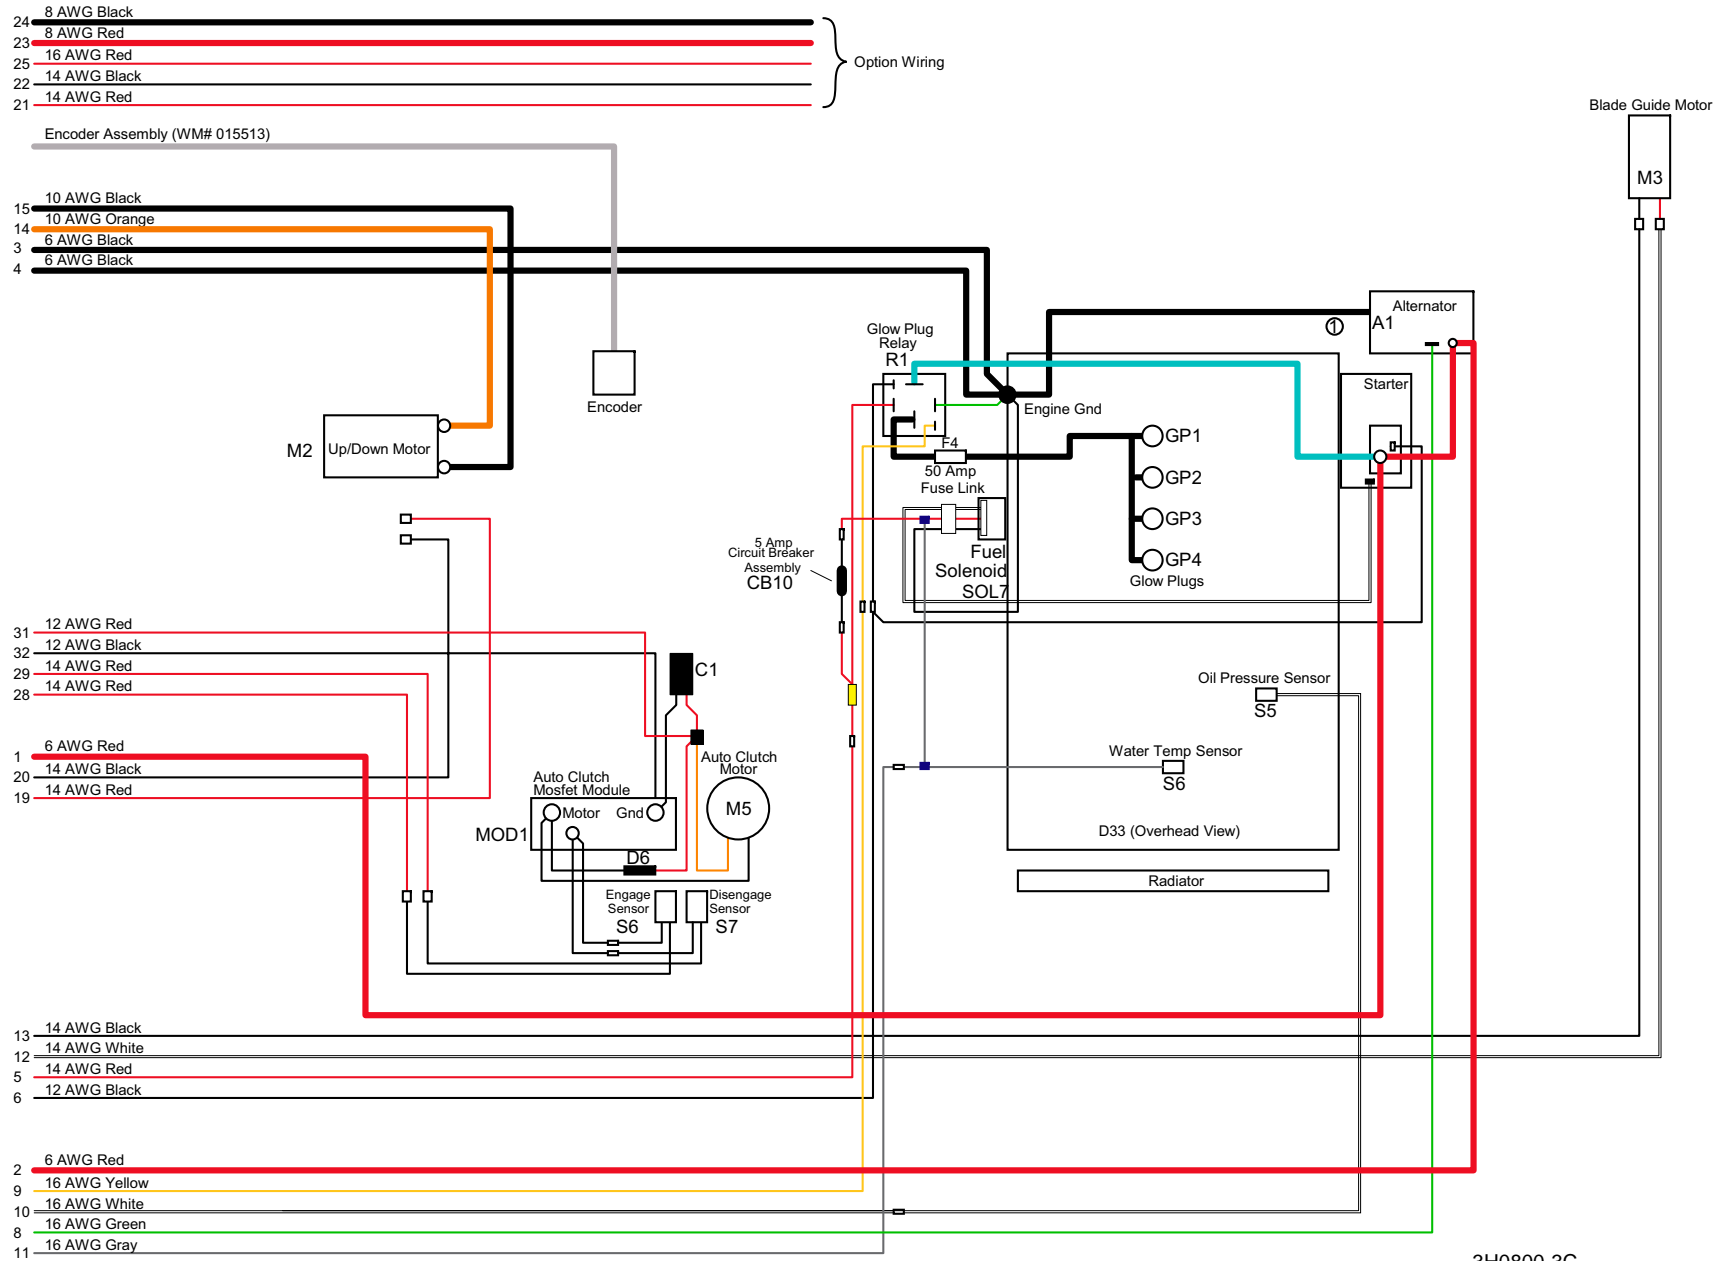 24 8 AWG Black
23 8 AWG Red
25 16 AWG Red
22 14 AWG Black
21 14 AWG Red
Option Wiring
Encoder Assembly (WM# 015513)
Blade Guide Motor
M3
15 10 AWG Black
14 10 AWG Orange
3 6 AWG Black
4 6 AWG Black
Alternator
A1
1
Glow Plug
Relay
R1
Starter
Encoder
Engine Gnd
M2
Up/Down Motor
F4
50 Amp
Fuse Link
GP1
GP2
GP3
GP4
Glow Plugs
5 Amp
Circuit Breaker
Assembly
CB10
Fuel
Solenoid
SOL7
31 12 AWG Red
32 12 AWG Black
29 14 AWG Red
28 14 AWG Red
C1
Oil Pressure Sensor
S5
1 6 AWG Red
20 14 AWG Black
19 14 AWG Red
Auto Clutch
Motor
M5
Water Temp Sensor
S6
Auto Clutch
Mosfet Module
Motor
Gnd
MOD1
D33 (Overhead View)
D6
Radiator
Engage
Sensor
S6
Disengage
Sensor
S7
13 14 AWG Black
12 14 AWG White
5 14 AWG Red
6 12 AWG Black
2 6 AWG Red
9 16 AWG Yellow
10 16 AWG White
8 16 AWG Green
11 16 AWG Gray